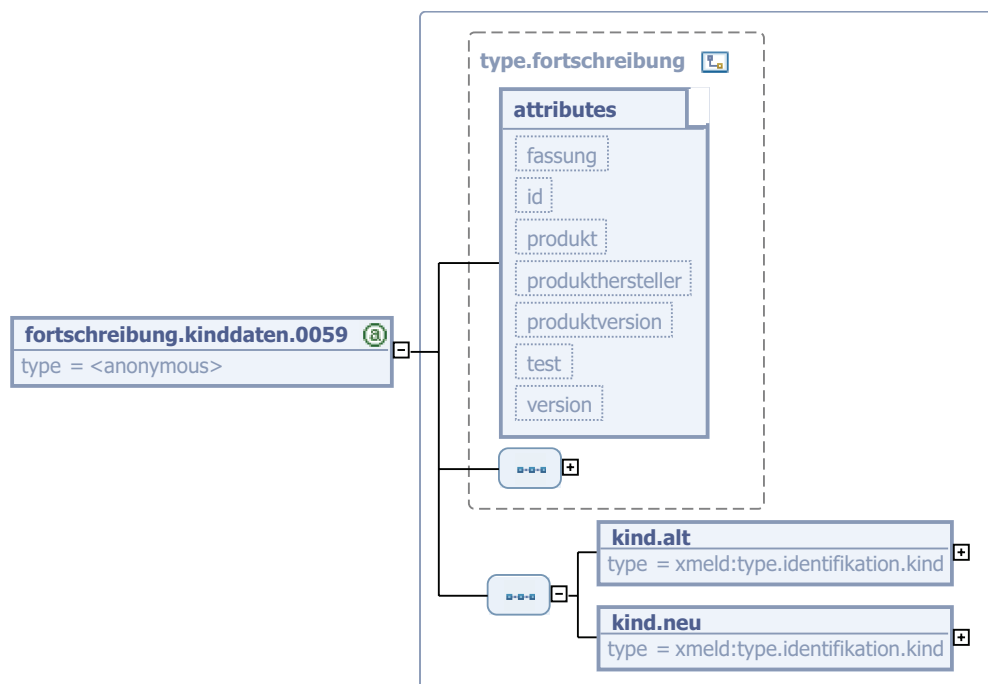 type.fortschreibung
attributes
fassung
id
produkt
produkthersteller
produktversion
test
version
fortschreibung.kinddaten.0059 a
type = <anonymous>
kind.alt
type = xmeld:type.identifikation.kind
kind.neu
type = xmeld:type.identifikation.kind